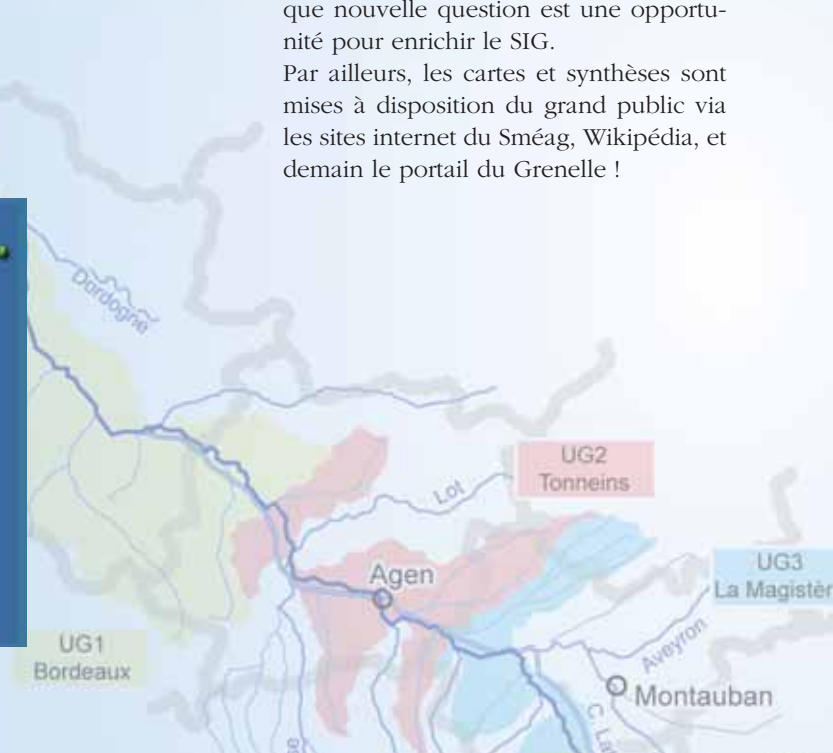 que nouvelle question est une opportu-
nité pour enrichir le SIG.
Par ailleurs, les cartes et synthèses sont
mises à disposition du grand public via
les sites internet du Sméag, Wikipédia, et
demain le portail du Grenelle !
Dordogne
UG2
Tonneins
Lot
Agen
UG3
La Magistèr
UG1
Bordeaux
Aveyron
Montauban